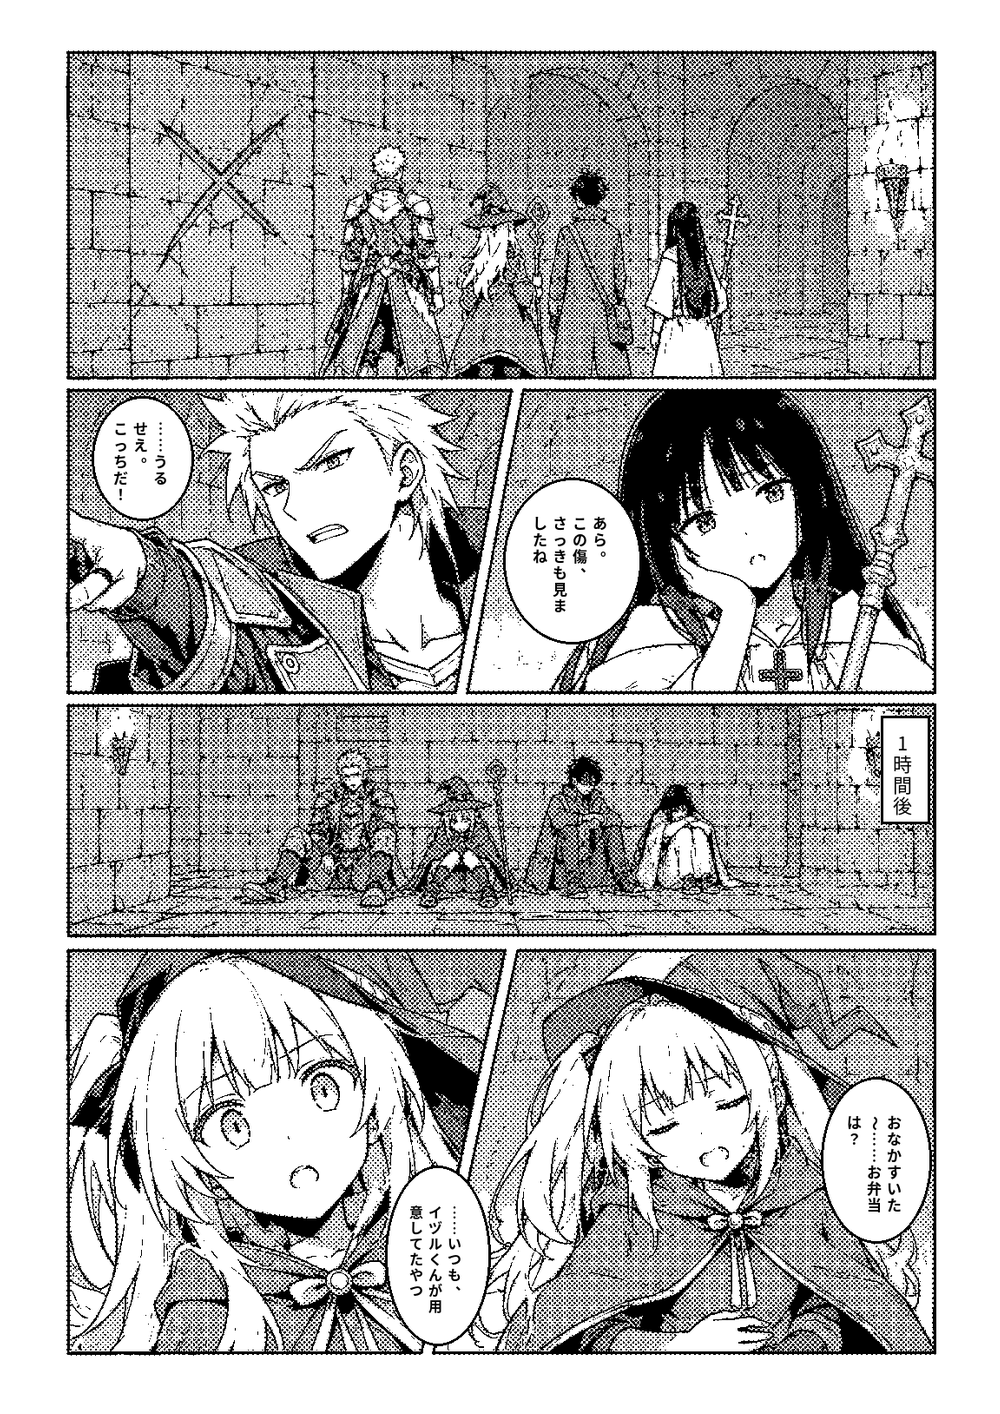 あら。
この傷、
さっきも見ま
したね
……うる
せえ。
こっちだ！
1時間後
おなかすいた
～……お弁当
は？
……いつも、
イヅルくんが用
意してたやつ